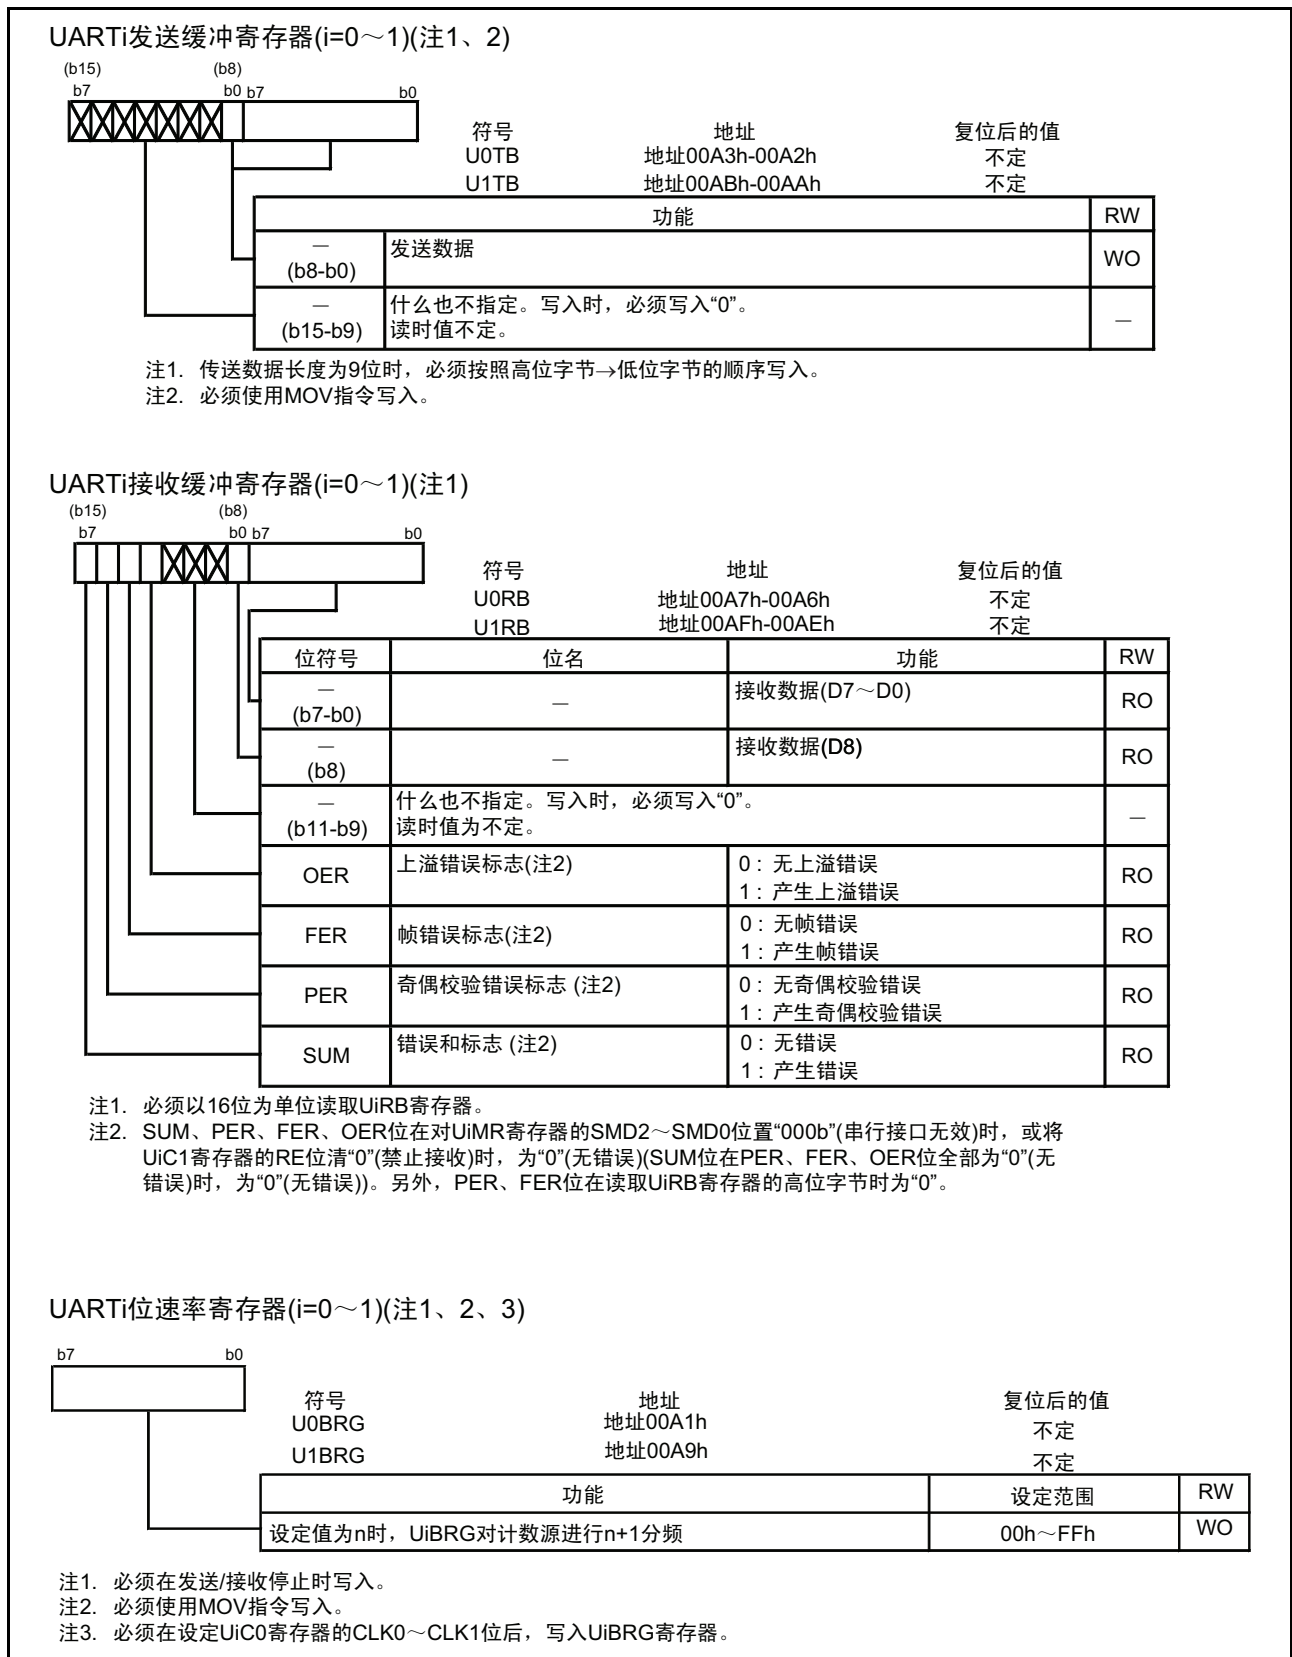 UARTi发送缓冲寄存器(i=0～1)(注1、2)
(b15) (b8)
b7 b0 b7 b0
符号 地址 复位后的值
U0TB 地址00A3h-00A2h 不定
U1TB 地址00ABh-00AAh 不定
功能 RW
— 发送数据
(b8-b0) WO
— 什么也不指定。写入时，必须写入“0”。
(b15-b9) 读时值不定。 —
注1. 传送数据长度为9位时，必须按照高位字节→低位字节的顺序写入。
注2. 必须使用MOV指令写入。
UARTi接收缓冲寄存器(i=0～1)(注1)
(b15) (b8)
b7 b0 b7 b0
符号 地址 复位后的值
U0RB 地址00A7h-00A6h 不定
U1RB 地址00AFh-00AEh 不定
位符号 位名 功能 RW
— 接收数据(D7～D0)
(b7-b0) — RO
— 接收数据(D8)
(b8) — RO
— 什么也不指定。写入时，必须写入“0”。
(b11-b9) 读时值为不定。 —
OER 上溢错误标志(注2) 0：无上溢错误 RO
1：产生上溢错误
FER 帧错误标志(注2) 0：无帧错误 RO
1：产生帧错误
PER 奇偶校验错误标志 (注2) 0：无奇偶校验错误 RO
1：产生奇偶校验错误
SUM 错误和标志 (注2) 0：无错误 RO
1：产生错误
注1. 必须以16位为单位读取UiRB寄存器。
注2. SUM、PER、FER、OER位在对UiMR寄存器的SMD2～SMD0位置“000b”(串行接口无效)时，或将
UiC1寄存器的RE位清“0”(禁止接收)时，为“0”(无错误)(SUM位在PER、FER、OER位全部为“0”(无
错误)时，为“0”(无错误))。另外，PER、FER位在读取UiRB寄存器的高位字节时为“0”。
UARTi位速率寄存器(i=0～1)(注1、2、3)
b7 b0
符号 地址 复位后的值
U0BRG 地址00A1h 不定
U1BRG 地址00A9h 不定
功能 设定范围 RW
设定值为n时，UiBRG对计数源进行n+1分频 00h～FFh WO
注1. 必须在发送/接收停止时写入。
注2. 必须使用MOV指令写入。
注3. 必须在设定UiC0寄存器的CLK0～CLK1位后，写入UiBRG寄存器。